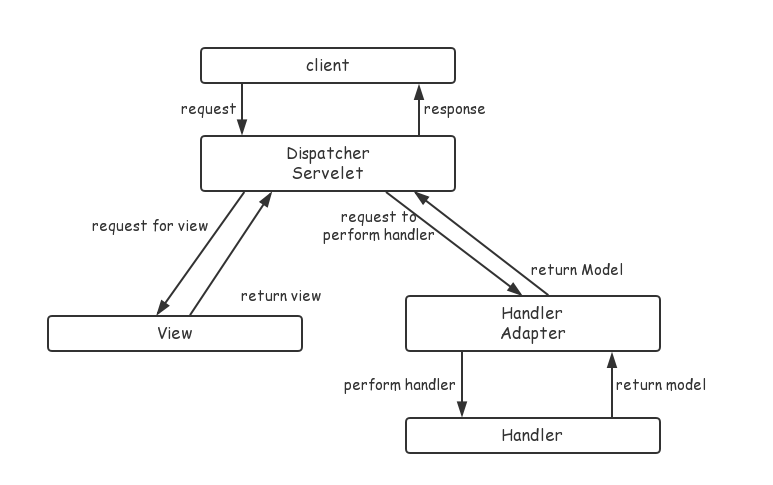 client
request
response
Dispatcher
Servelet
request for view
request to
perform handler
return Model
return view
View
Handler
Adapter
perform handler
return model
Handler